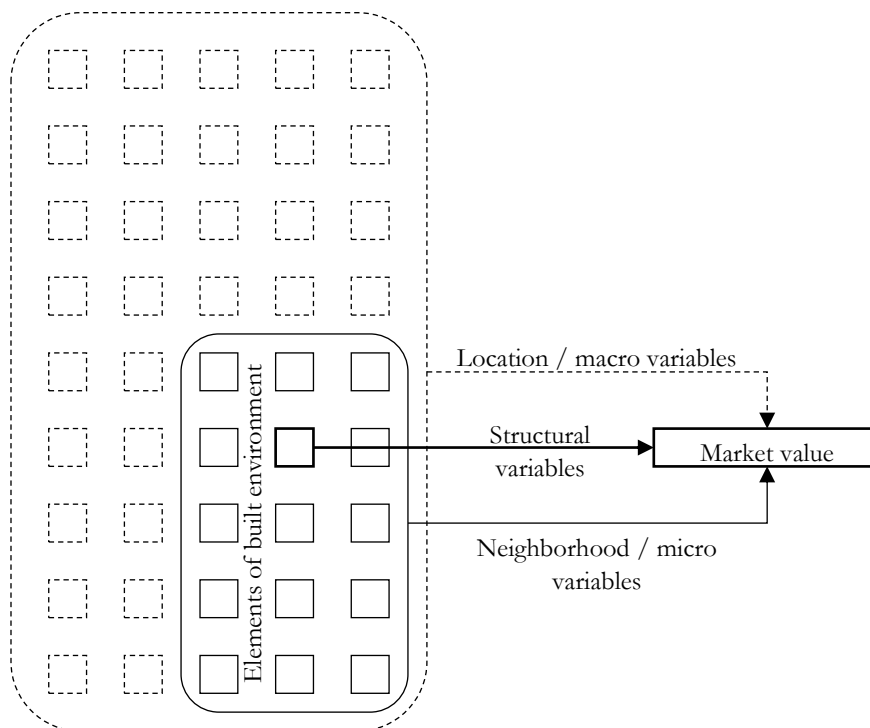 Elements of built environment
Location / macro variables
Structural
variables
Market value
Neighborhood / micro
variables